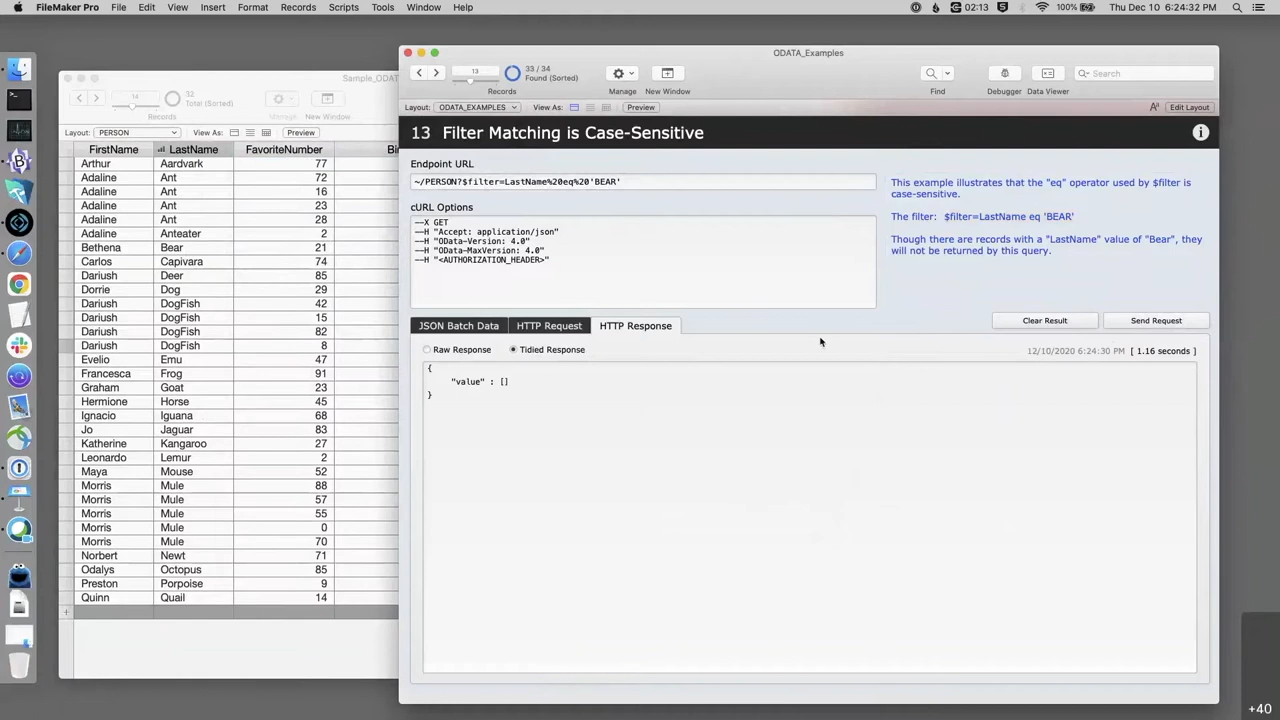 FileMaker Pro File Edit View Insert Format Records Scripts Tools Window Help 02:13 100% Thu Dec 10 6:24:32 PM
ODATA_Examples
13
33 / 34
Found (Sorted)
Records
Manage
New Window
Find
Debugger
Data Viewer
Search
Layout: ODATA_EXAMPLES View As: Preview Edit Layout
13 Filter Matching is Case-Sensitive
Endpoint URL
~/PERSON?$filter=LastName%20eq%20'BEAR'
cURL Options
--X GET
--H "Accept: application/json"
--H "OData-Version: 4.0"
--H "OData-MaxVersion: 4.0"
--H "<AUTHORIZATION_HEADER>"
This example illustrates that the "eq" operator used by $filter is
case-sensitive.
The filter: $filter=LastName eq 'BEAR'
Though there are records with a "LastName" value of "Bear", they
will not be returned by this query.
JSON Batch Data HTTP Request HTTP Response
Clear Result Send Request
Raw Response Tidied Response
12/10/2020 6:24:30 PM [ 1.16 seconds ]
{
"value" : []
}
Sample_ODAT
14
32
Total (Sorted)
Records
Manage
New Window
Layout: PERSON View As: Preview
FirstName LastName FavoriteNumber Bi
Arthur Aardvark 77
Adaline Ant 72
Adaline Ant 16
Adaline Ant 23
Adaline Ant 28
Adaline Anteater 2
Bethena Bear 21
Carlos Capivara 74
Dariush Deer 85
Dorrie Dog 29
Dariush DogFish 42
Dariush DogFish 15
Dariush DogFish 82
Dariush DogFish 8
Evelio Emu 47
Francesca Frog 91
Graham Goat 23
Hermione Horse 45
Ignacio Iguana 68
Jo Jaguar 83
Katherine Kangaroo 27
Leonardo Lemur 2
Maya Mouse 52
Morris Mule 88
Morris Mule 57
Morris Mule 55
Morris Mule 0
Morris Mule 70
Norbert Newt 71
Odalys Octopus 85
Preston Porpoise 9
Quinn Quail 14
+40